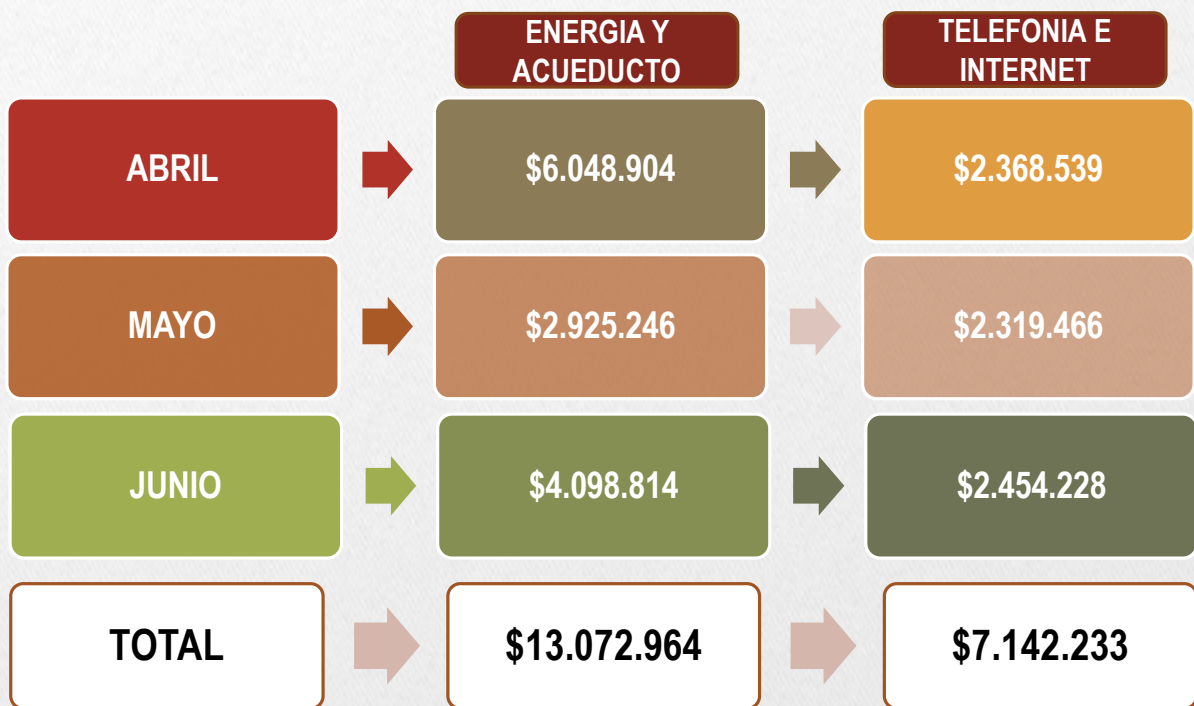 ENERGIA Y
ACUEDUCTO
TELEFONIA E
INTERNET
ABRIL
$6.048.904
$2.368.539
MAYO
$2.925.246
$2.319.466
JUNIO
$4.098.814
$2.454.228
TOTAL
$13.072.964
$7.142.233